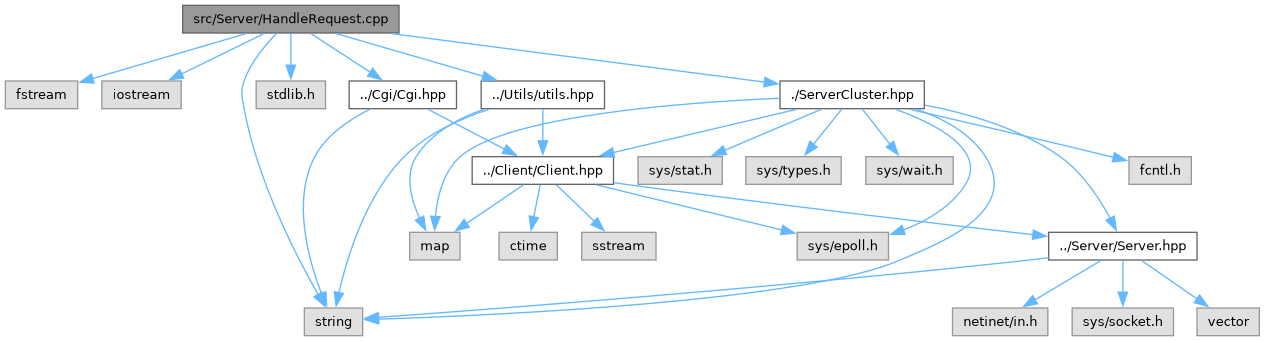 src/Server/HandleRequest.cpp
fstream
iostream
stdlib.h
../Cgi/Cgi.hpp
../Utils/utils.hpp
./ServerCluster.hpp
../Client/Client.hpp
sys/stat.h
sys/types.h
sys/wait.h
fcntl.h
map
ctime
sstream
sys/epoll.h
../Server/Server.hpp
string
netinet/in.h
sys/socket.h
vector